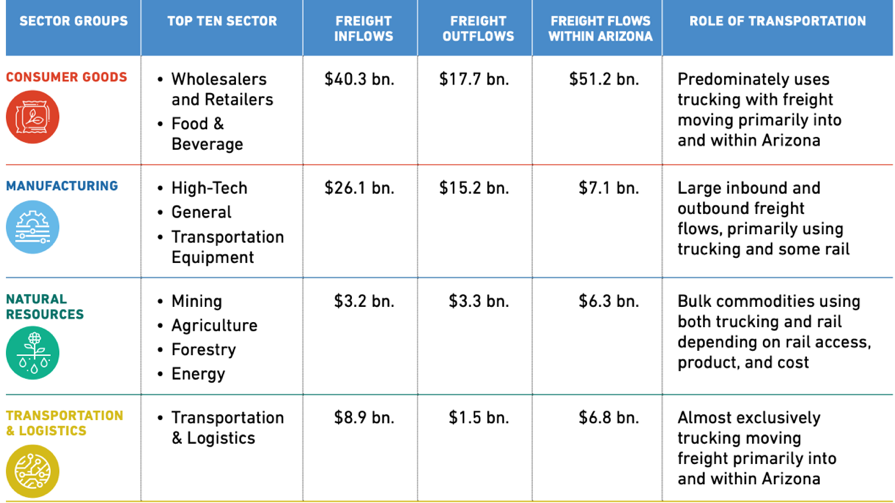 SECTOR GROUPS
TOP TEN SECTOR
FREIGHT
INFLOWS
FREIGHT
OUTFLOWS
FREIGHT FLOWS
WITHIN ARIZONA
ROLE OF TRANSPORTATION
CONSUMER GOODS
• Wholesalers
and Retailers
• Food &
Beverage
$40.3 bn.
$17.7 bn.
$51.2 bn.
Predominately uses
trucking with freight
moving primarily into
and within Arizona
MANUFACTURING
• High-Tech
• General
• Transportation
Equipment
$26.1 bn.
$15.2 bn.
$7.1 bn.
Large inbound and
outbound freight
flows, primarily using
trucking and some rail
NATURAL
RESOURCES
• Mining
• Agriculture
• Forestry
• Energy
$3.2 bn.
$3.3 bn.
$6.3 bn.
Bulk commodities using
both trucking and rail
depending on rail access,
product, and cost
TRANSPORTATION
& LOGISTICS
• Transportation
& Logistics
$8.9 bn.
$1.5 bn.
$6.8 bn.
Almost exclusively
trucking moving
freight primarily into
and within Arizona